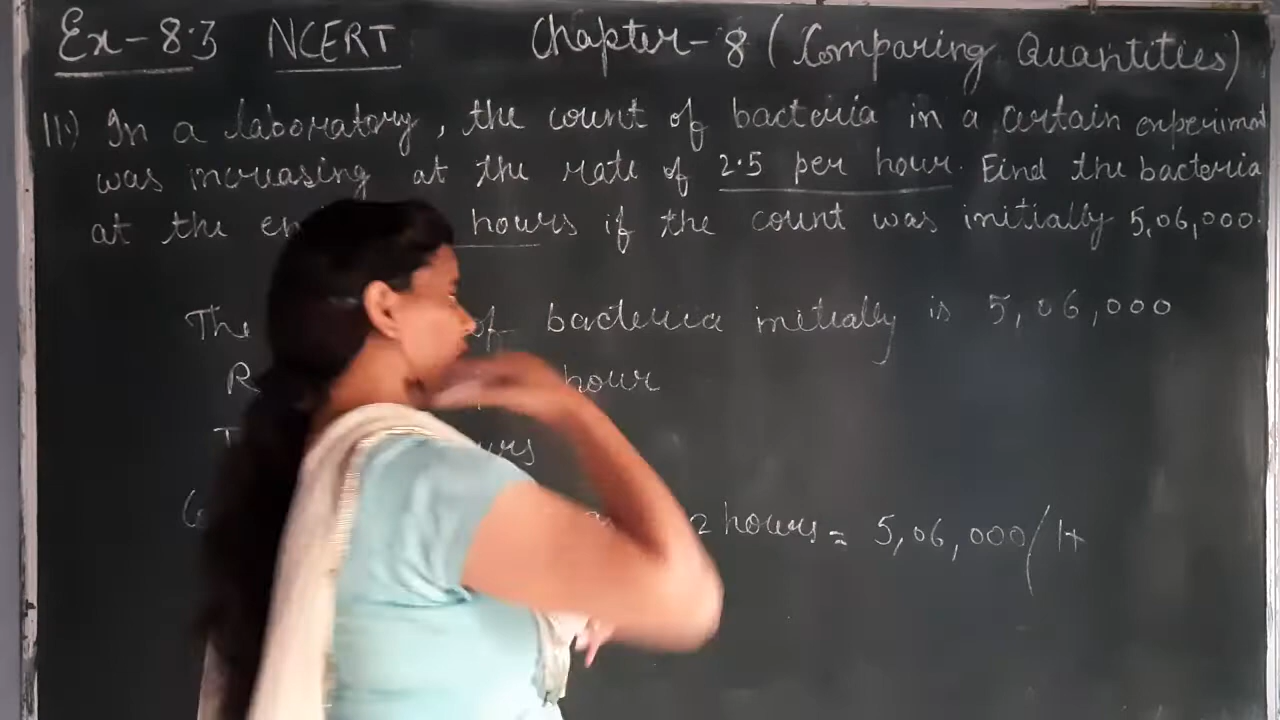 Ex-8.3 NCERT Chapter-8 (Comparing Quantities)
11.) In a laboratory, the count of bacteria in a certain experiment
was increasing at the rate of 2.5 per hour. Find the bacteria
at the en hours if the count was initially 5,06,000.
The of bacteria initially is 5,06,000
R hour
T urs
2 hours = 5,06,000(1+